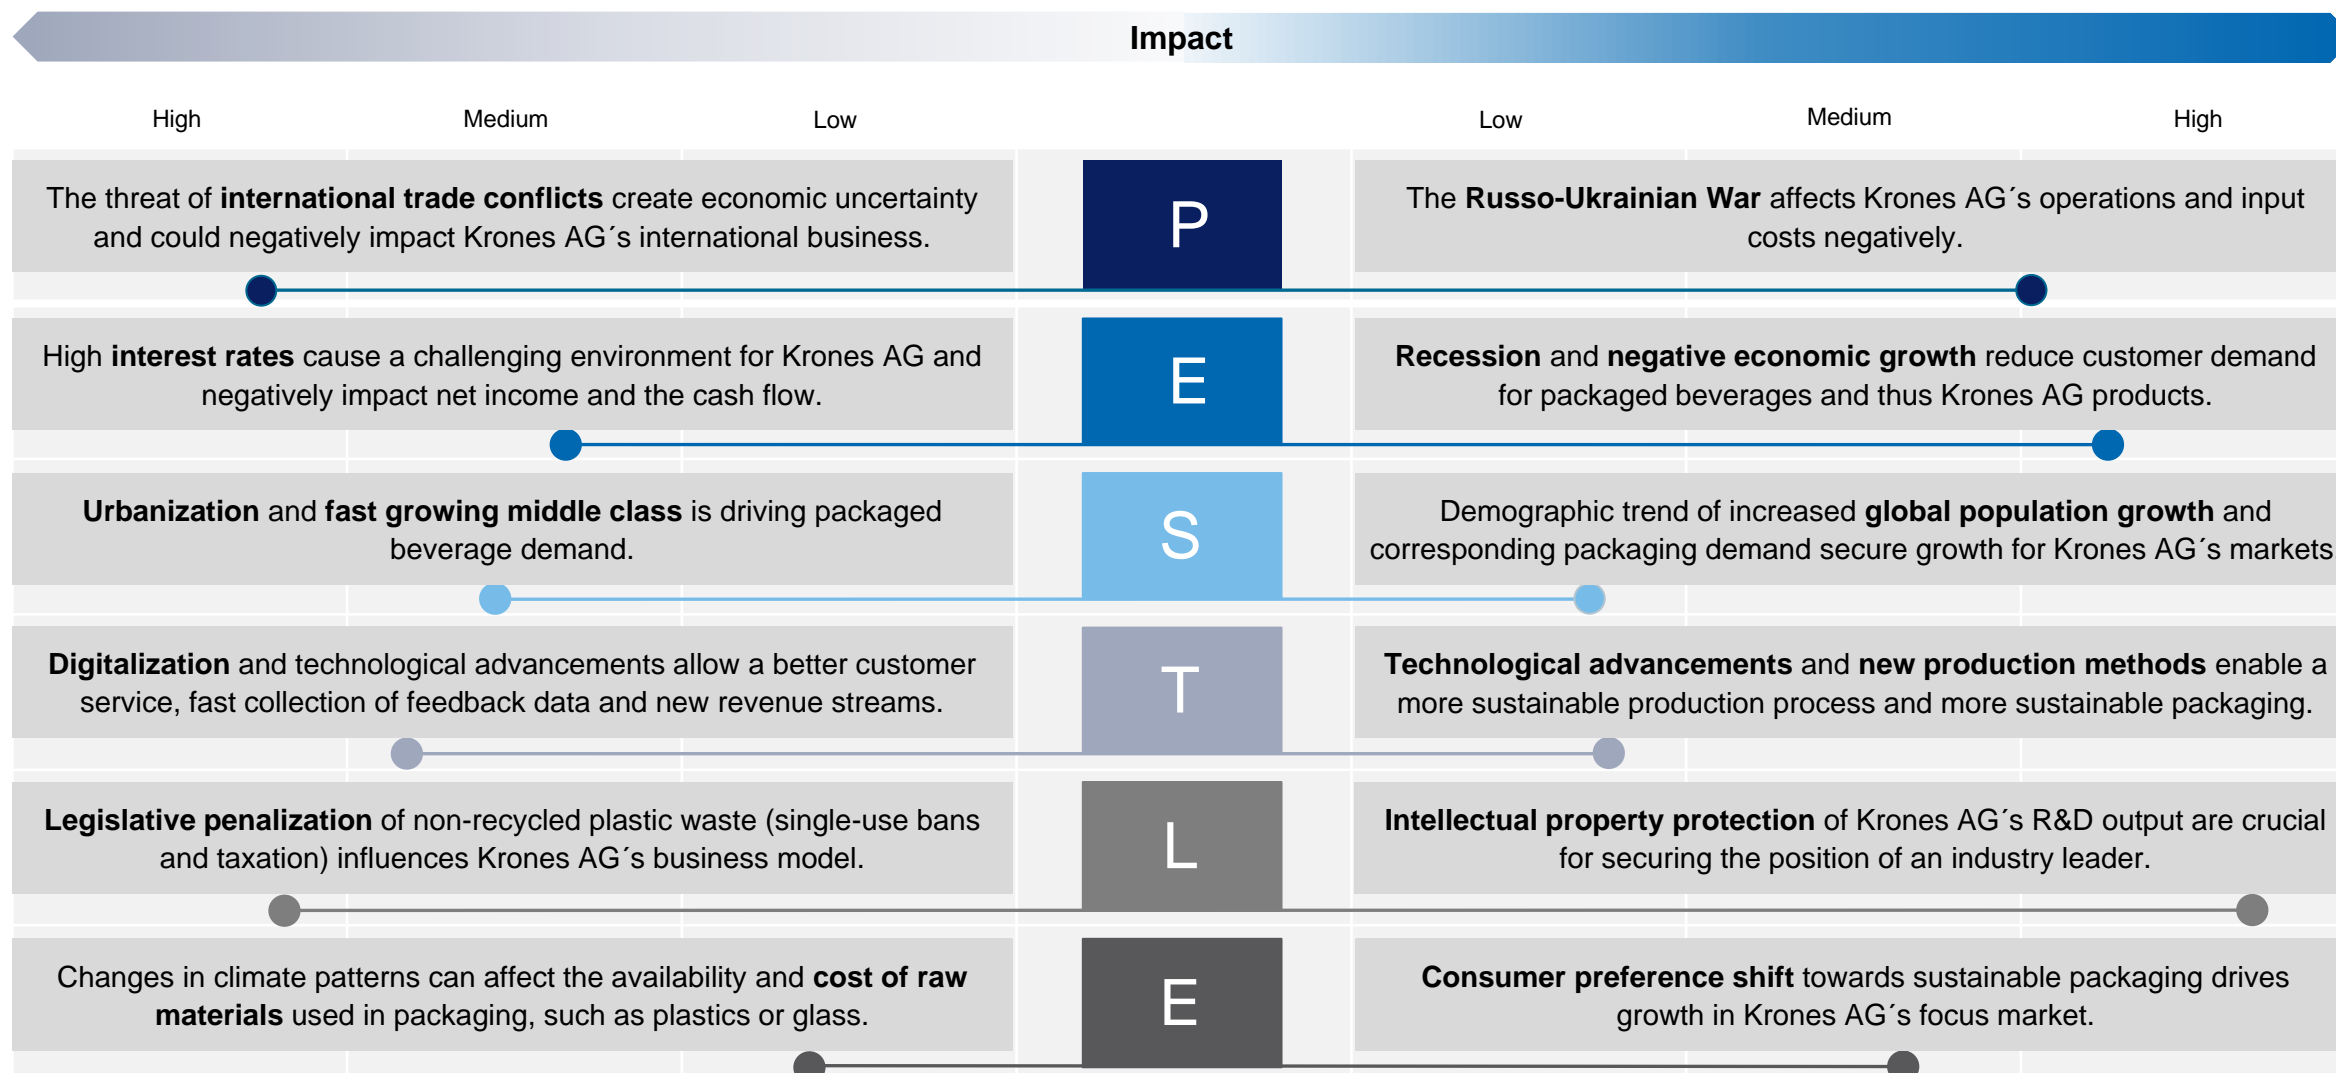 Impact
High Medium Low Low Medium High
The threat of international trade conflicts create economic uncertainty
and could negatively impact Krones AG´s international business.
P
The Russo-Ukrainian War affects Krones AG´s operations and input
costs negatively.
High interest rates cause a challenging environment for Krones AG and
negatively impact net income and the cash flow.
E
Recession and negative economic growth reduce customer demand
for packaged beverages and thus Krones AG products.
Urbanization and fast growing middle class is driving packaged
beverage demand.
S
Demographic trend of increased global population growth and
corresponding packaging demand secure growth for Krones AG´s markets
Digitalization and technological advancements allow a better customer
service, fast collection of feedback data and new revenue streams.
T
Technological advancements and new production methods enable a
more sustainable production process and more sustainable packaging.
Legislative penalization of non-recycled plastic waste (single-use bans
and taxation) influences Krones AG´s business model.
L
Intellectual property protection of Krones AG´s R&D output are crucial
for securing the position of an industry leader.
Changes in climate patterns can affect the availability and cost of raw
materials used in packaging, such as plastics or glass.
E
Consumer preference shift towards sustainable packaging drives
growth in Krones AG´s focus market.